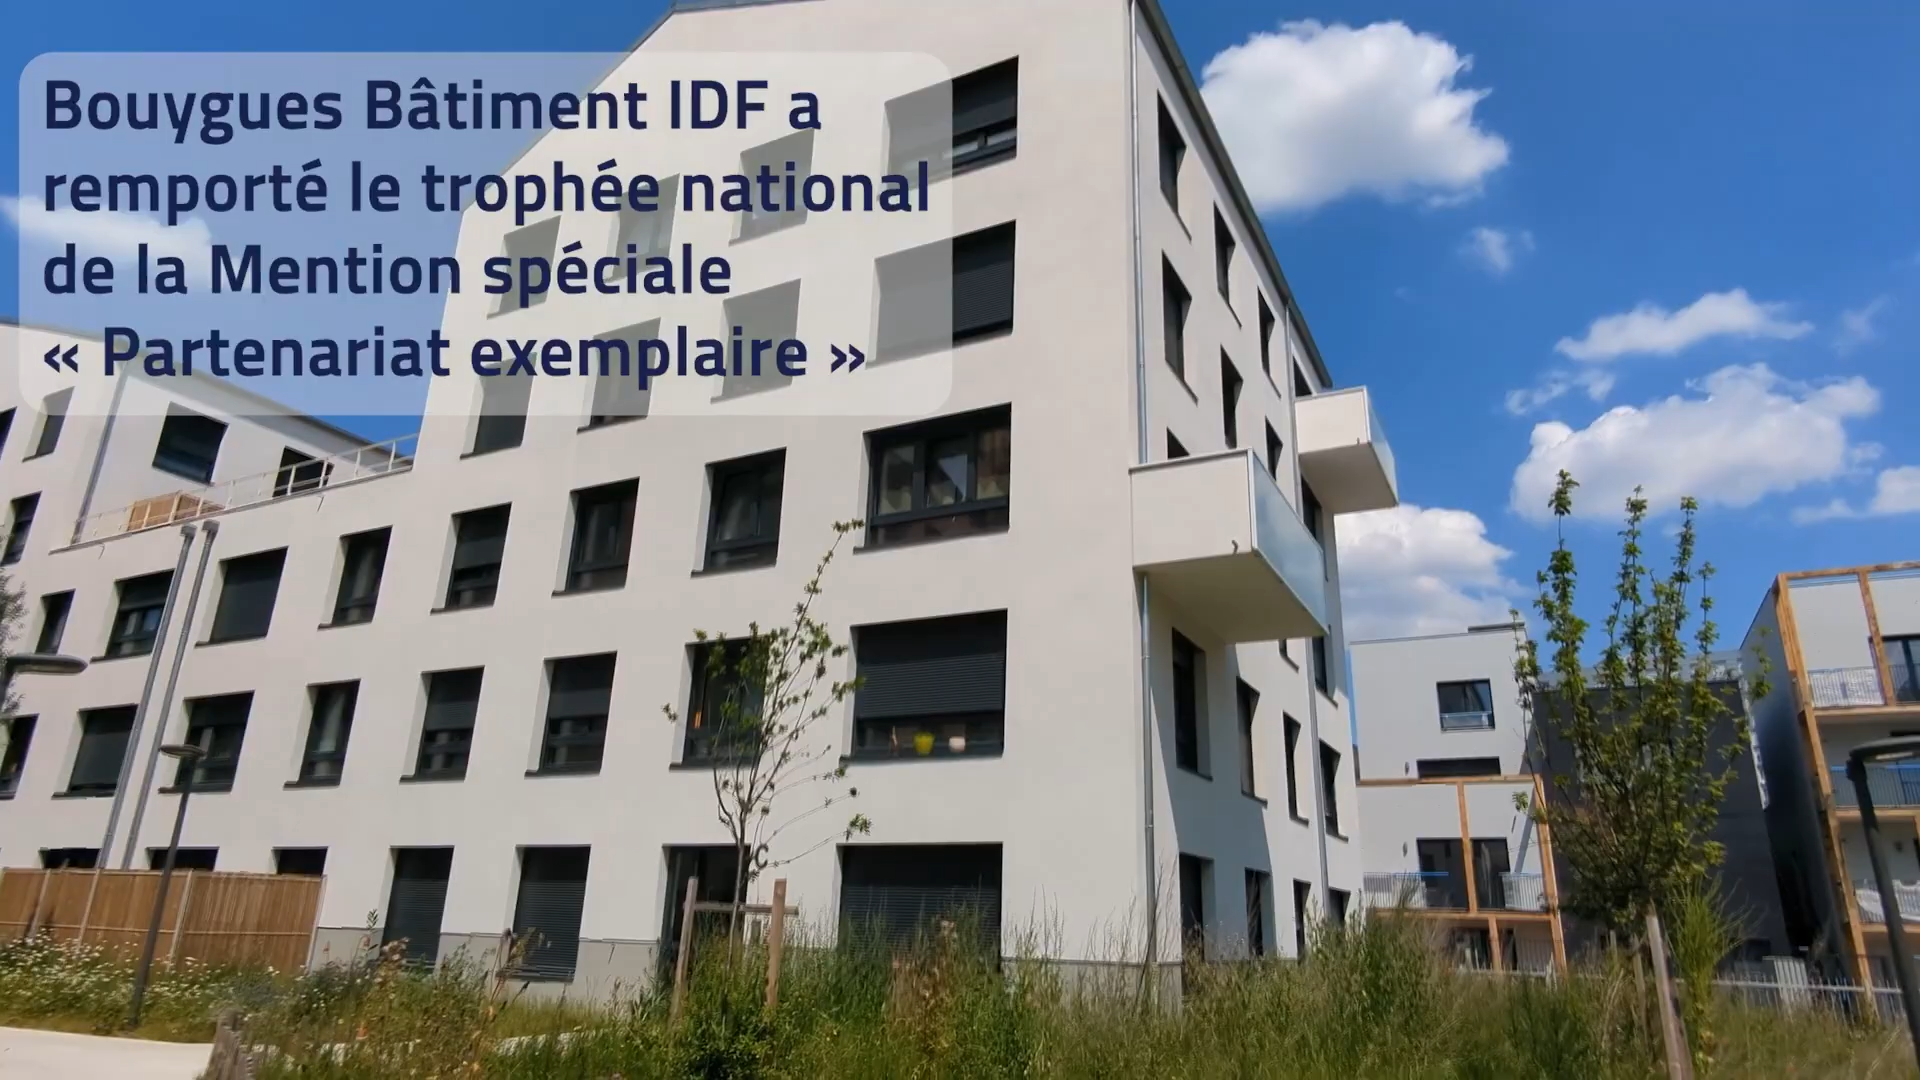 Bouygues Bâtiment IDF a
remporté le trophée national
de la Mention spéciale
« Partenariat exemplaire »
C